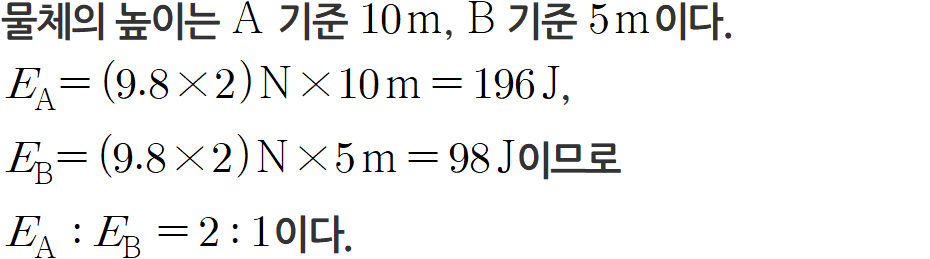 물체의 높이는 A 기준 10 m, B 기준 5 m이다.
E_A = (9.8×2) N × 10 m = 196 J,
E_B = (9.8×2) N × 5 m = 98 J이므로
E_A : E_B = 2 : 1이다.